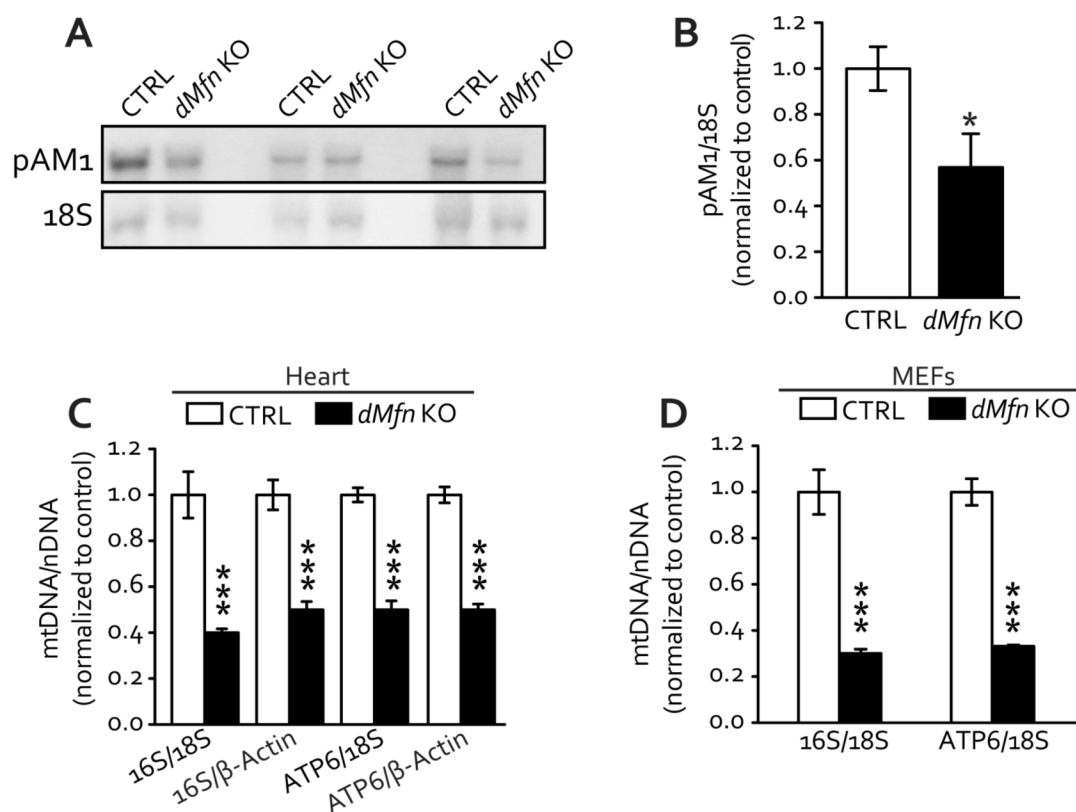 A
CTRL
dMfn KO
CTRL
dMfn KO
CTRL
dMfn KO
pAM1
18S
B
pAM1/18S
(normalized to control)
1.2
1.0
0.8
0.6
0.4
0.2
0.0
*
CTRL
dMfn KO
C
Heart
CTRL
dMfn KO
mtDNA/nDNA
(normalized to control)
1.2
1.0
0.8
0.6
0.4
0.2
0.0
***
***
***
***
16S/18S
16S/β-Actin
ATP6/18S
ATP6/β-Actin
D
MEFs
CTRL
dMfn KO
mtDNA/nDNA
(normalized to control)
1.2
1.0
0.8
0.6
0.4
0.2
0.0
***
***
16S/18S
ATP6/18S